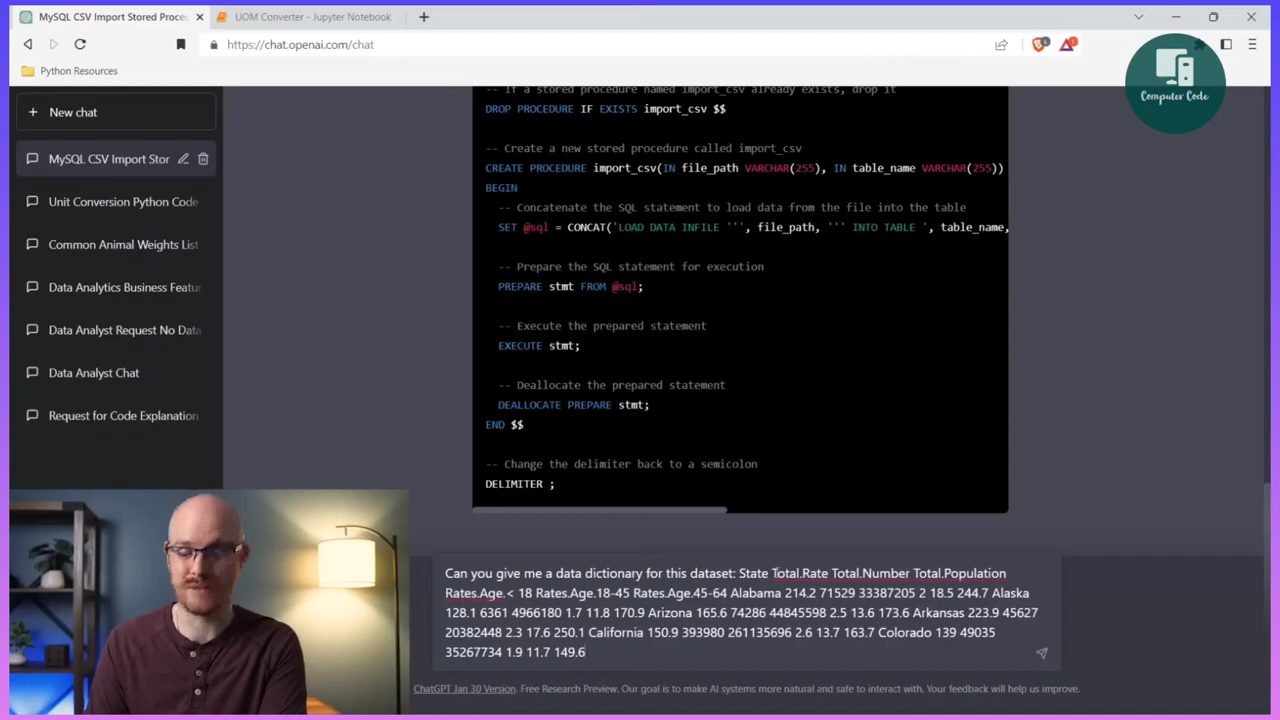 MySQL CSV Import Stored Proce
UOM Converter - Jupyter Notebook
https://chat.openai.com/chat
Python Resources
Computer Code
New chat
MySQL CSV Import Stor
Unit Conversion Python Code
Common Animal Weights List
Data Analytics Business Featur
Data Analyst Request No Data
Data Analyst Chat
Request for Code Explanation
-- If a stored procedure named import_csv already exists, drop it
DROP PROCEDURE IF EXISTS import_csv $$
-- Create a new stored procedure called import_csv
CREATE PROCEDURE import_csv(IN file_path VARCHAR(255), IN table_name VARCHAR(255))
BEGIN
-- Concatenate the SQL statement to load data from the file into the table
SET @sql = CONCAT('LOAD DATA INFILE ''', file_path, ''' INTO TABLE ', table_name,
-- Prepare the SQL statement for execution
PREPARE stmt FROM @sql;
-- Execute the prepared statement
EXECUTE stmt;
-- Deallocate the prepared statement
DEALLOCATE PREPARE stmt;
END $$
-- Change the delimiter back to a semicolon
DELIMITER ;
Can you give me a data dictionary for this dataset: State Total.Rate Total.Number Total.Population
Rates.Age.< 18 Rates.Age.18-45 Rates.Age.45-64 Alabama 214.2 71529 33387205 2 18.5 244.7 Alaska
128.1 6361 4966180 1.7 11.8 170.9 Arizona 165.6 74286 44845598 2.5 13.6 173.6 Arkansas 223.9 45627
20382448 2.3 17.6 250.1 California 150.9 393980 261135696 2.6 13.7 163.7 Colorado 139 49035
35267734 1.9 11.7 149.6
ChatGPT Jan 30 Version. Free Research Preview. Our goal is to make AI systems more natural and safe to interact with. Your feedback will help us improve.